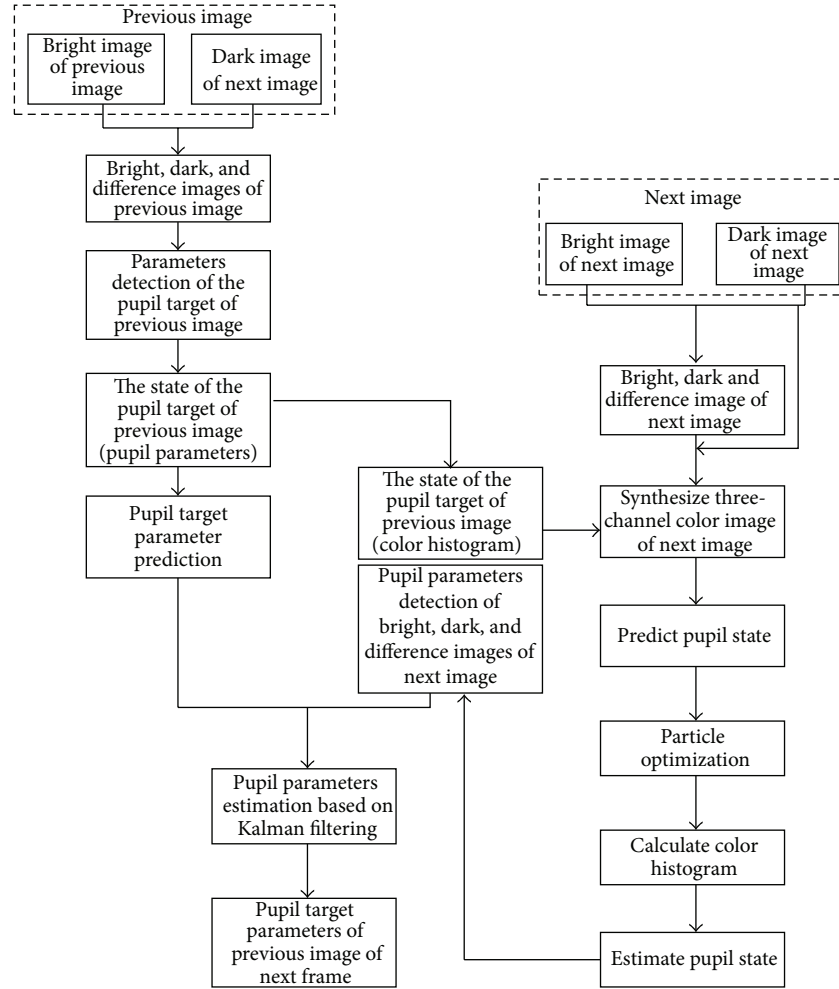 Previous image
Bright image
of previous
image
Dark image
of next image
Bright, dark, and
difference images of
previous image
Parameters
detection of the
pupil target of
previous image
The state of the
pupil target of
previous image
(pupil parameters)
Pupil target
parameter
prediction
The state of the
pupil target of
previous image
(color histogram)
Pupil parameters
detection of
bright, dark, and
difference images of
next image
Pupil parameters
estimation based on
Kalman filtering
Pupil target
parameters of
previous image of
next frame
Next image
Bright image
of next image
Dark image
of next
image
Bright, dark and
difference image of
next image
Synthesize three-
channel color image
of next image
Predict pupil state
Particle
optimization
Calculate color
histogram
Estimate pupil state